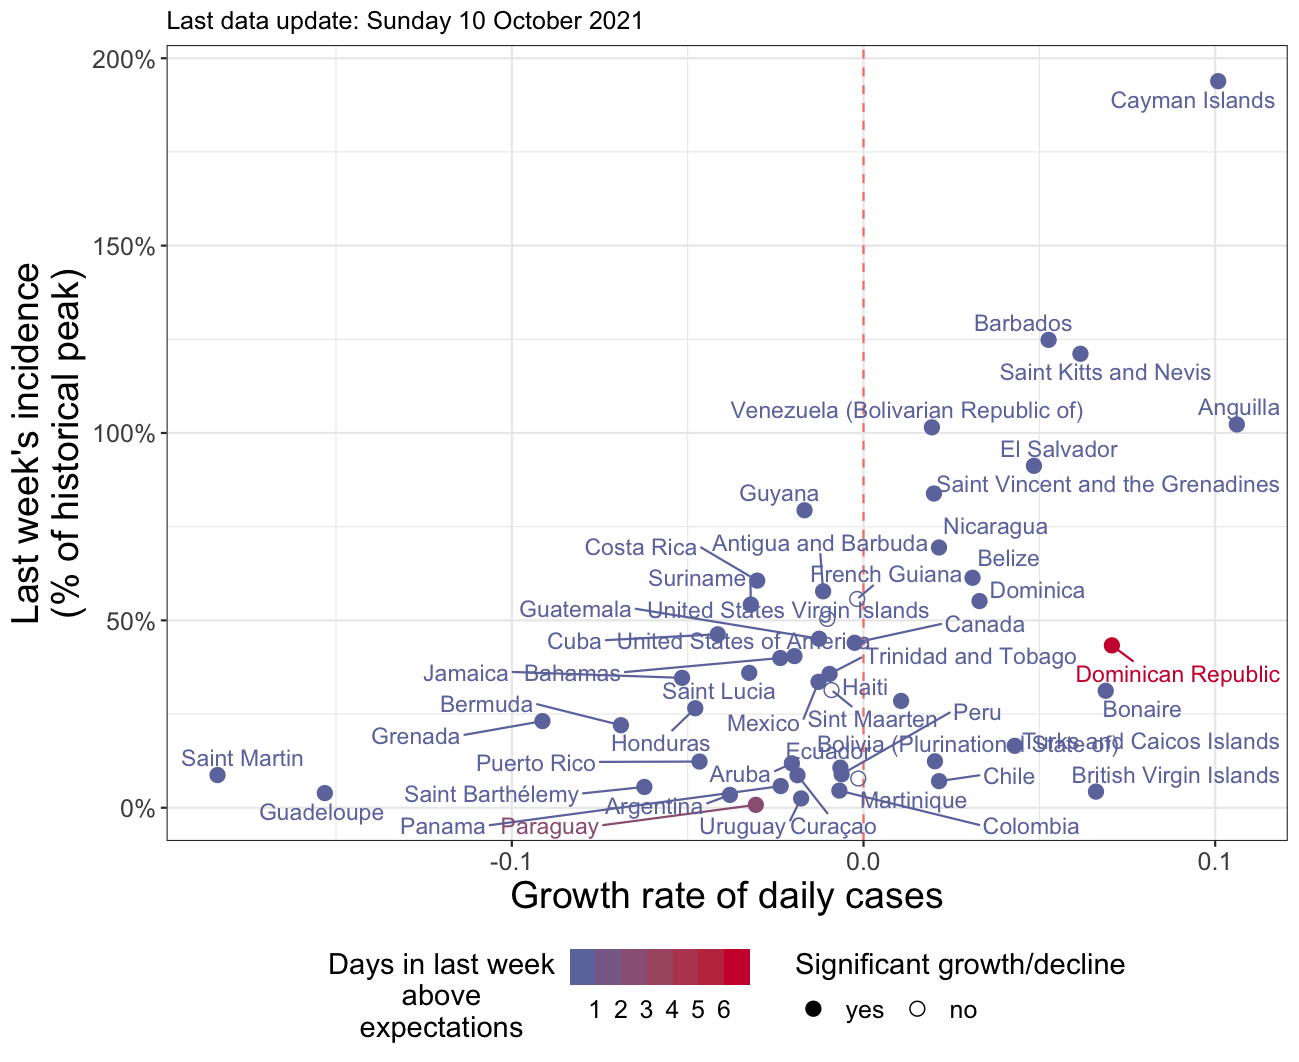 Last data update: Sunday 10 October 2021
200%
150%
100%
50%
0%
Last week's incidence
(% of historical peak)
Cayman Islands
Barbados
Saint Kitts and Nevis
Anguilla
Venezuela (Bolivarian Republic of)
El Salvador
Saint Vincent and the Grenadines
Guyana
Nicaragua
Costa Rica
Antigua and Barbuda
Belize
Suriname
French Guiana
Dominica
Guatemala
United States Virgin Islands
Canada
Cuba
United States of America
Trinidad and Tobago
Jamaica
Bahamas
Dominican Republic
Saint Lucia
Haiti
Bermuda
Bonaire
Mexico
Sint Maarten
Peru
Grenada
Honduras
Ecuador
Bolivia (Plurinational State of)
Turks and Caicos Islands
Saint Martin
Puerto Rico
Aruba
Chile
British Virgin Islands
Saint Barthélemy
Argentina
Martinique
Guadeloupe
Panama
Paraguay
Uruguay
Curaçao
Colombia
-0.1
0.0
0.1
Growth rate of daily cases
Days in last week
above
expectations
1 2 3 4 5 6
Significant growth/decline
yes
no